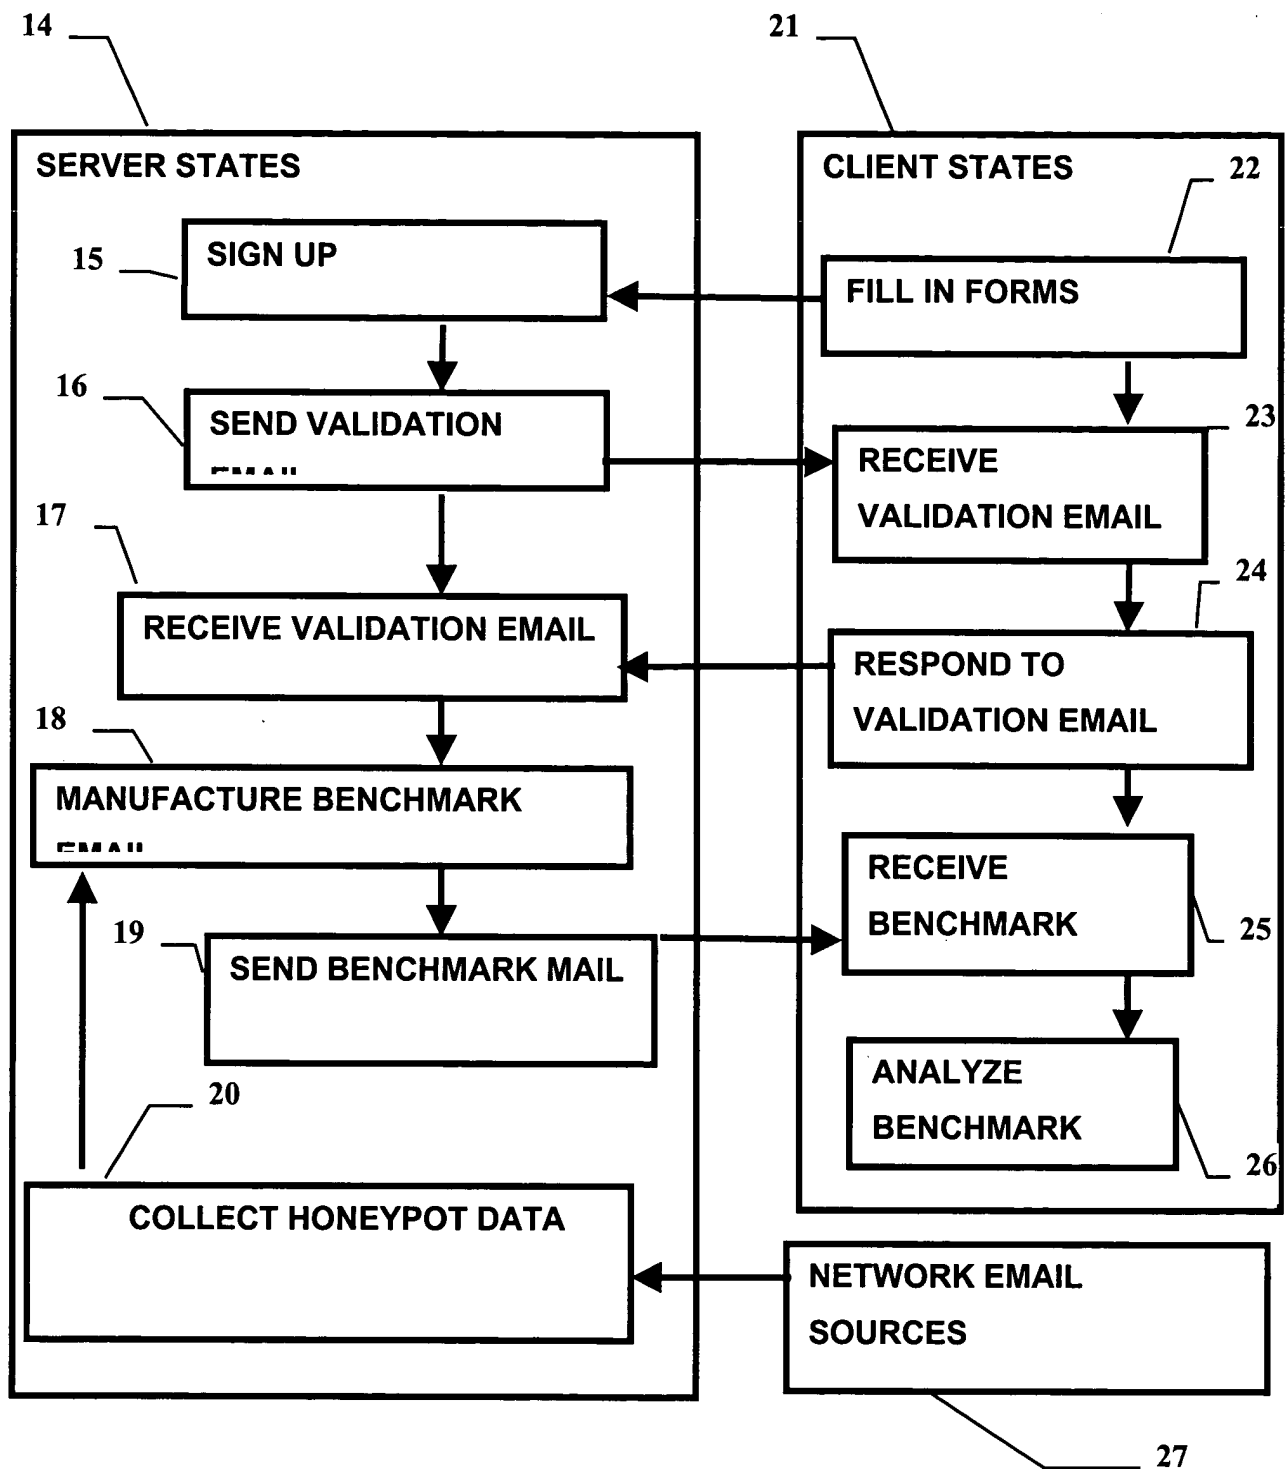 14
21
SERVER STATES
15
SIGN UP
16
SEND VALIDATION
17
RECEIVE VALIDATION EMAIL
18
MANUFACTURE BENCHMARK
19
SEND BENCHMARK MAIL
20
COLLECT HONEYPOT DATA
CLIENT STATES
22
FILL IN FORMS
23
RECEIVE
VALIDATION EMAIL
24
RESPOND TO
VALIDATION EMAIL
RECEIVE
BENCHMARK
25
ANALYZE
BENCHMARK
26
NETWORK EMAIL
SOURCES
27